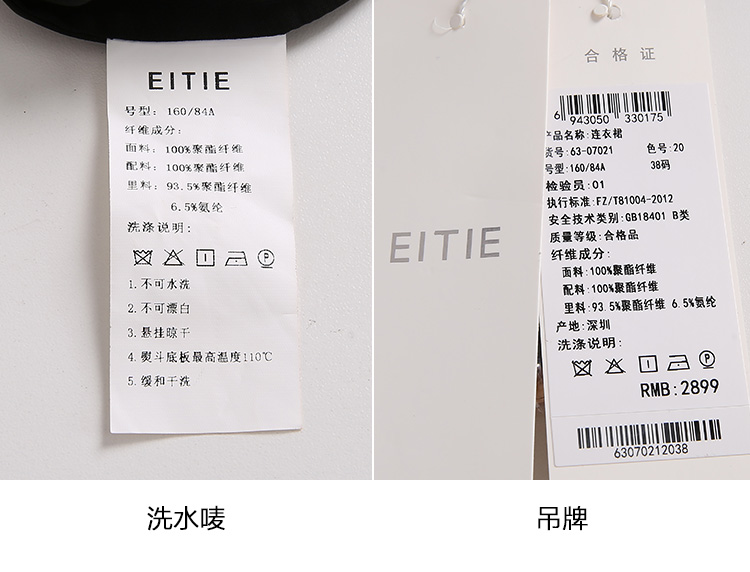 EITIE
号型: 160/84A
纤维成分:
面料: 100%聚酯纤维
配料: 100%聚酯纤维
里料: 93.5%聚酯纤维
6.5%氨纶
洗涤说明:
1.不可水洗
2.不可漂白
3.悬挂晾干
4.熨斗底板最高温度110℃
5.缓和干洗
洗水唛
EITIE
合格证
6 943050 330175
产品名称:连衣裙
货号:63-07021 色号:20
号型:160/84A 38码
检验员:01
执行标准:FZ/T81004-2012
安全技术类别:GB18401 B类
质量等级:合格品
纤维成分:
面料:100%聚酯纤维
配料:100%聚酯纤维
里料:93.5%聚酯纤维 6.5%氨纶
产地:深圳
洗涤说明:
RMB:2899
63070212038
吊牌